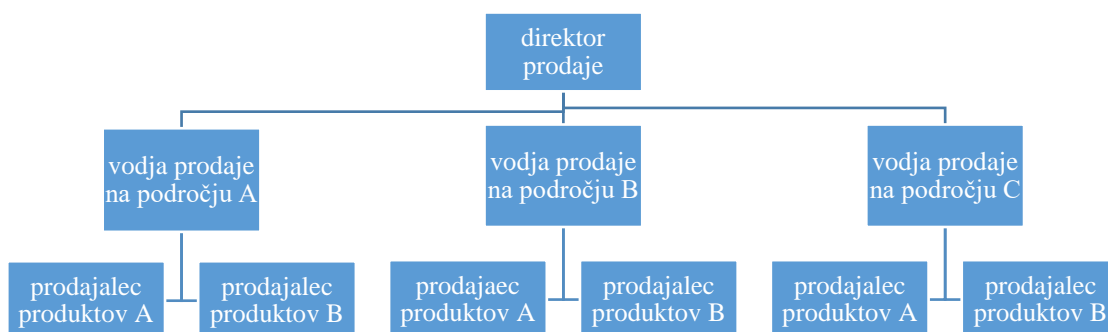 direktor
prodaje
vodja prodaje
na področju A
vodja prodaje
na področju B
vodja prodaje
na področju C
prodajalec
produktov A
prodajalec
produktov B
prodajaec
produktov A
prodajalec
produktov B
prodajalec
produktov A
prodajalec
produktov B